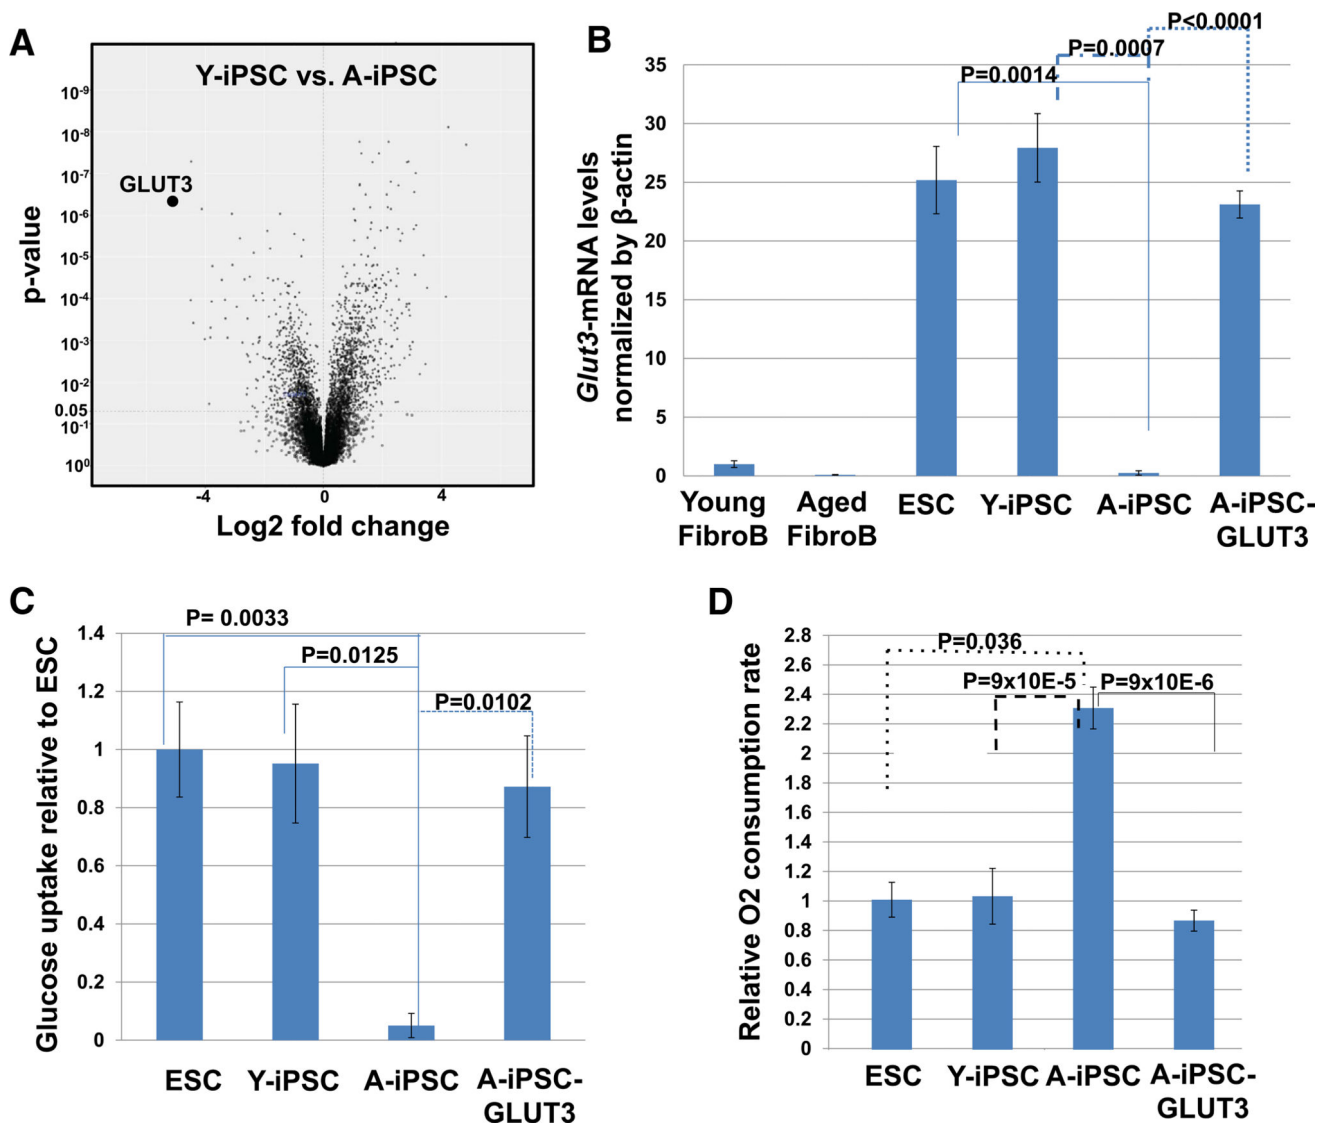 A
Y-iPSC vs. A-iPSC
p-value
10-9
10-8
10-7
10-6
10-5
10-4
10-3
10-2
0.05
10-1
10⁰
GLUT3
-4
0
4
Log2 fold change
B
P<0.0001
P=0.0007
P=0.0014
Glut3-mRNA levels
normalized by β-actin
35
30
25
20
15
10
5
0
Young
FibroB
Aged
FibroB
ESC
Y-iPSC
A-iPSC
A-iPSC-
GLUT3
C
P= 0.0033
P=0.0125
P=0.0102
Glucose uptake relative to ESC
1.4
1.2
1
0.8
0.6
0.4
0.2
0
ESC
Y-iPSC
A-iPSC
A-iPSC-
GLUT3
D
P=0.036
P=9x10E-5
P=9x10E-6
Relative O2 consumption rate
2.8
2.6
2.4
2.2
2
1.8
1.6
1.4
1.2
1
0.8
0.6
0.4
0.2
0
ESC
Y-iPSC
A-iPSC
A-iPSC-
GLUT3